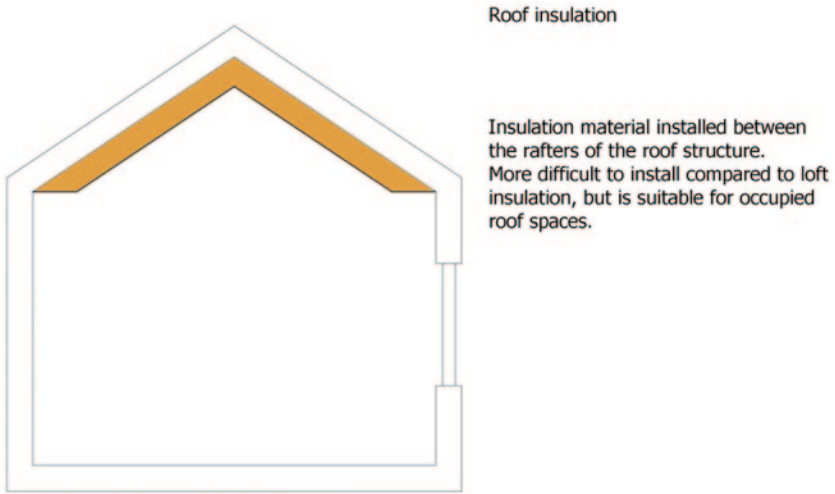 Roof insulation
Insulation material installed between
the rafters of the roof structure.
More difficult to install compared to loft
insulation, but is suitable for occupied
roof spaces.